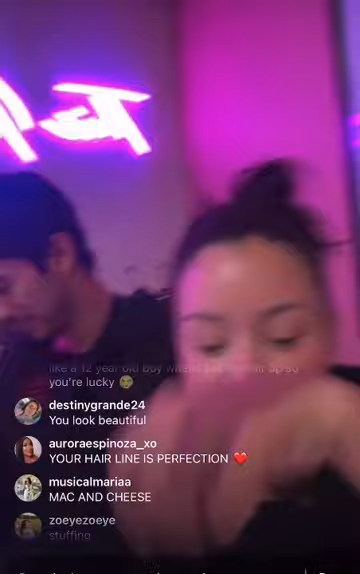 like a 12 year old boy
you're lucky 🤢
destinygrande24
You look beautiful
auroraespinoza_xo
YOUR HAIR LINE IS PERFECTION ❤️
musicalmariaa
MAC AND CHEESE
zoeyezoeye
stuffing